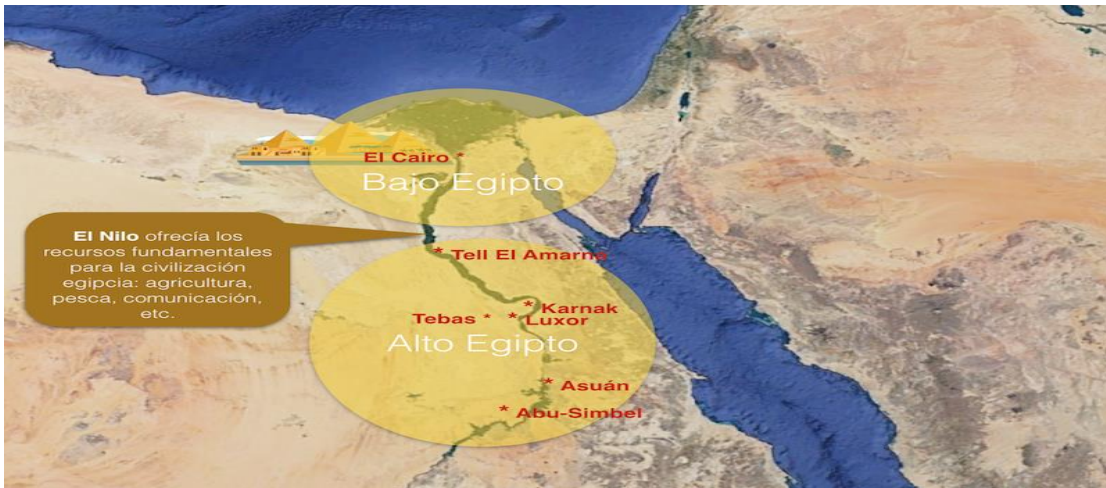 El Cairo *
Bajo Egipto
El Nilo ofrecía los
recursos fundamentales
para la civilización
egipcia: agricultura,
pesca, comunicación,
etc.
* Tell El Amarna
* Karnak
Tebas * * Luxor
Alto Egipto
* Asuán
* Abu-Simbel